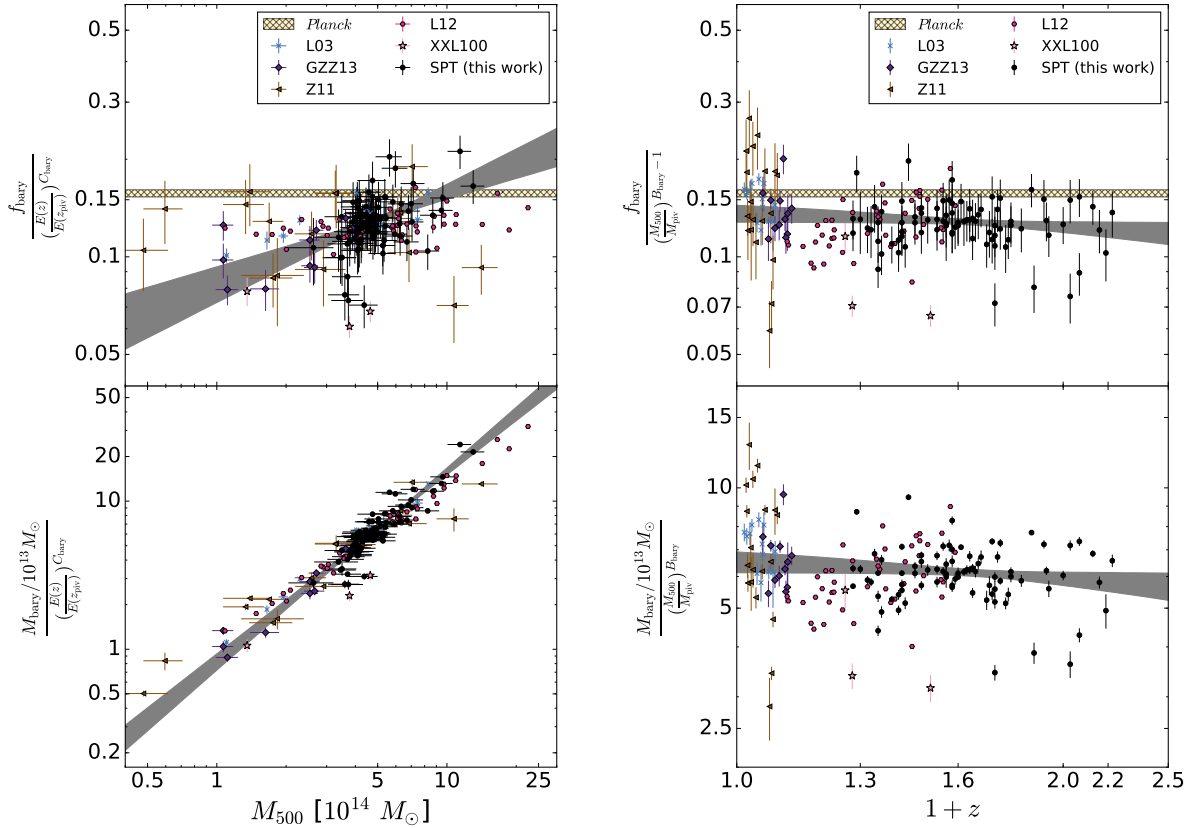 0.5
0.3
0.15
0.1
0.05
f_bary
(E(z)/E(z_piv))^C_bary
Planck
L03
GZZ13
Z11
L12
XXL100
SPT (this work)
0.5
0.3
0.15
0.1
0.07
0.05
f_bary
(M_500/M_piv)^B_bary−1
Planck
L03
GZZ13
Z11
L12
XXL100
SPT (this work)
50
20
10
1
0.5
0.2
M_bary/10^13 M_⊙
(E(z)/E(z_piv))^C_bary
0.5 1 5 10 25
M_500 [10^14 M_⊙]
15
10
5
2.5
M_bary/10^13 M_⊙
(M_500/M_piv)^B_bary
1.0 1.3 1.6 2.0 2.2 2.5
1 + z